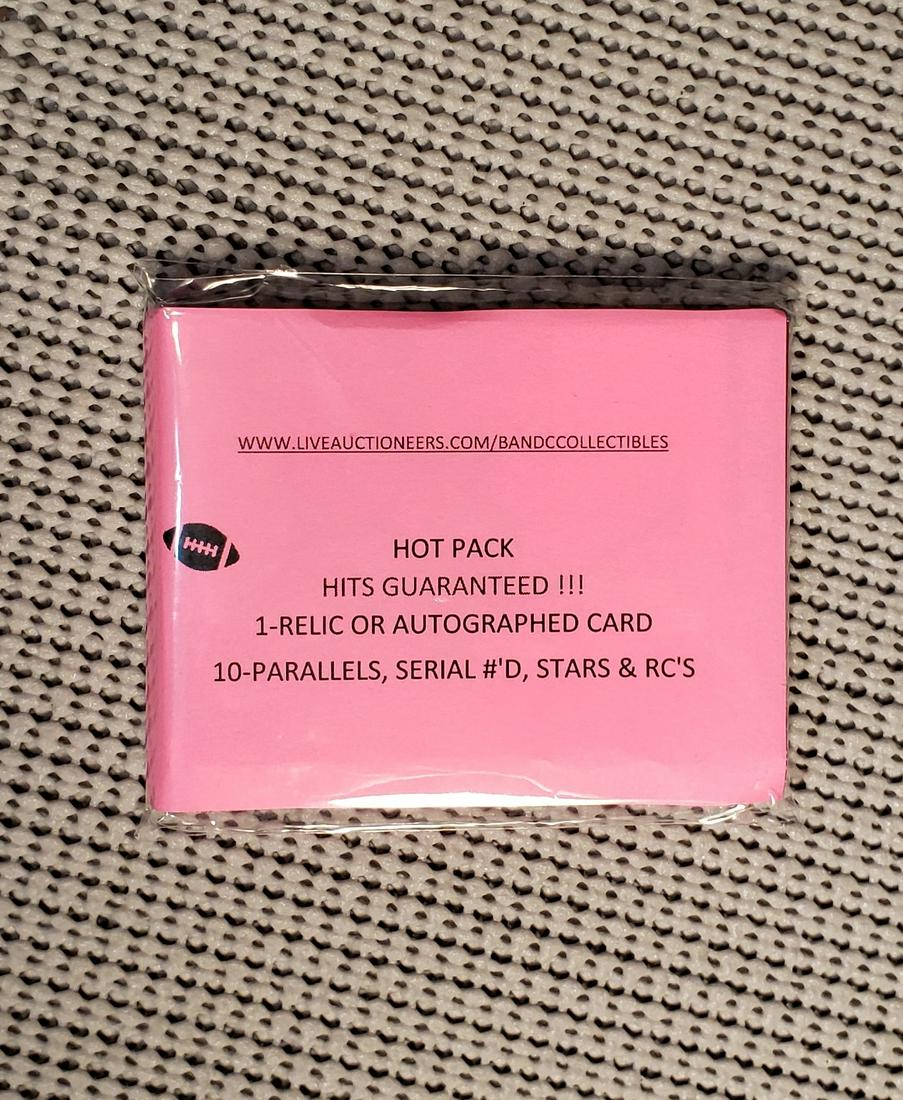 WWW.LIVEAUCTIONEERS.COM/BANDCCOLLECTIBLES
HOT PACK
HITS GUARANTEED !!!
1-RELIC OR AUTOGRAPHED CARD
10-PARALLELS, SERIAL #'D, STARS & RC'S